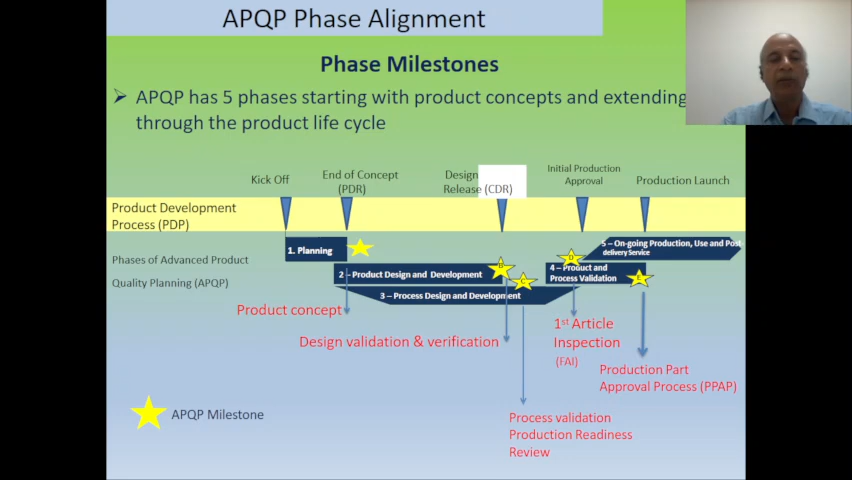 APQP Phase Alignment
Phase Milestones
➤ APQP has 5 phases starting with product concepts and extending
through the product life cycle
Kick Off
End of Concept
(PDR)
Design
Release (CDR)
Initial Production
Approval
Production Launch
Product Development
Process (PDP)
Phases of Advanced Product
Quality Planning (APQP)
1. Planning
2 – Product Design and Development
3 – Process Design and Development
4 – Product and
Process Validation
5 – On-going Production, Use and Post
delivery Service
B
C
D
E
Product concept
Design validation & verification
1st Article
Inspection
(FAI)
Production Part
Approval Process (PPAP)
Process validation
Production Readiness
Review
APQP Milestone